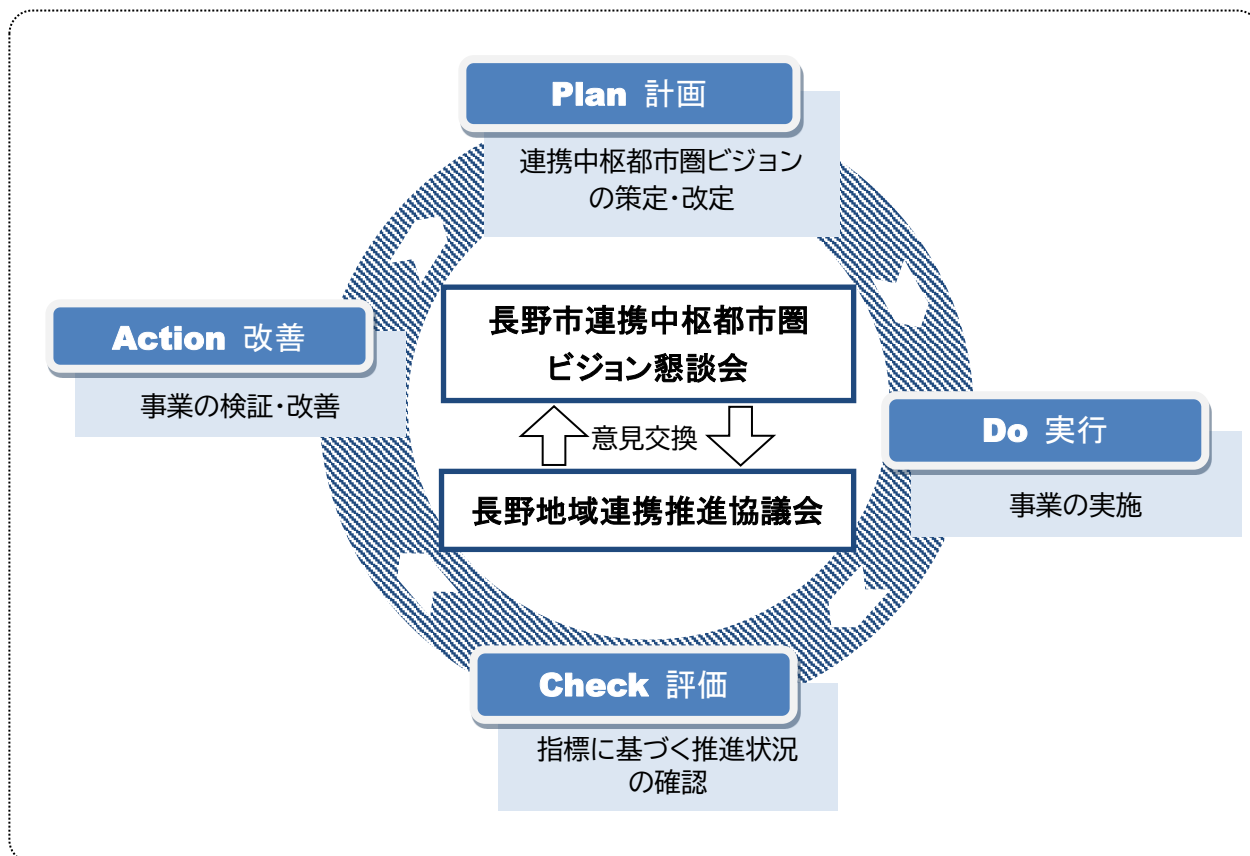 Plan 計画
連携中枢都市圏ビジョン
の策定・改定
長野市連携中枢都市圏
ビジョン懇談会
Action 改善
事業の検証・改善
意見交換
Do 実行
事業の実施
長野地域連携推進協議会
Check 評価
指標に基づく推進状況
の確認